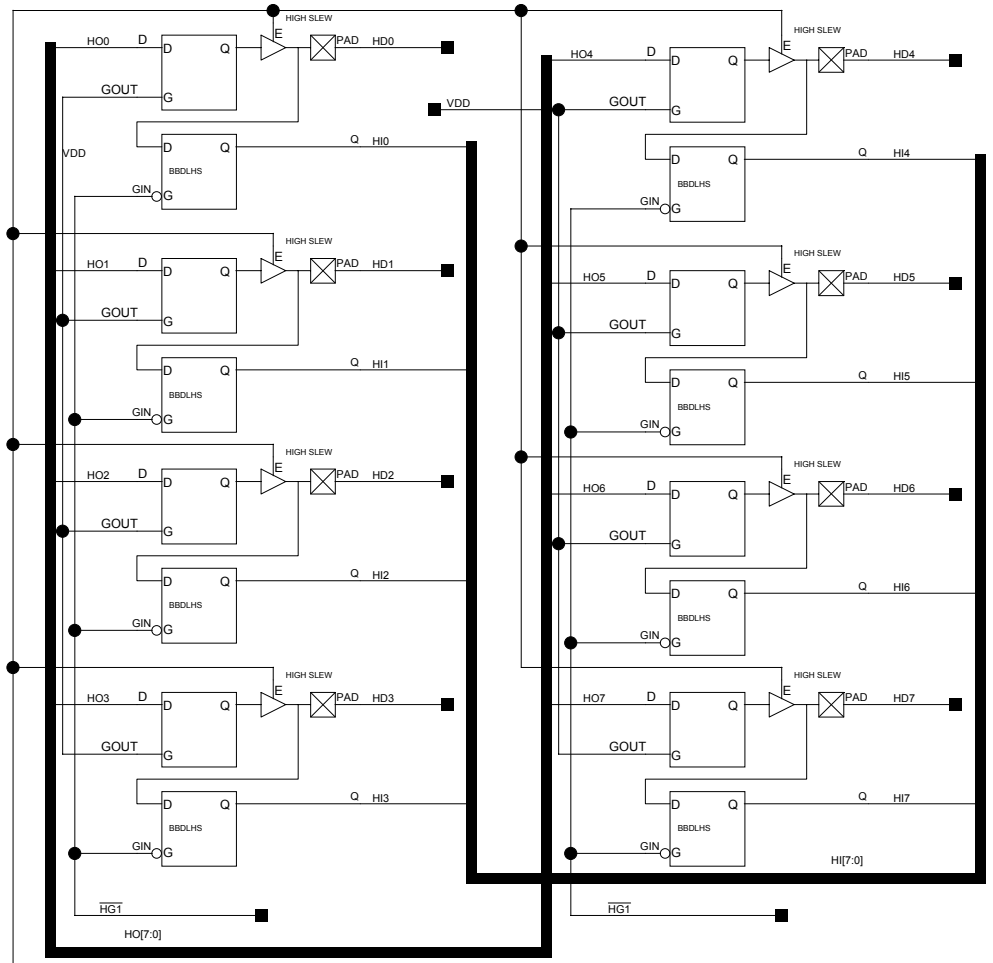 HIGH SLEW
E
HO0 D D Q PAD HD0
GOUT G
VDD
D Q Q HI0
BBDLHS
GIN G
HIGH SLEW
E
HO1 D D Q PAD HD1
GOUT G
D Q Q HI1
BBDLHS
GIN G
HIGH SLEW
E
HO2 D D Q PAD HD2
GOUT G
D Q Q HI2
BBDLHS
GIN G
HIGH SLEW
E
HO3 D D Q PAD HD3
GOUT G
D Q Q HI3
BBDLHS
GIN G
HG1
HO[7:0]
HIGH SLEW
E
HO4 D D Q PAD HD4
VDD GOUT G
D Q Q HI4
BBDLHS
GIN G
HIGH SLEW
E
HO5 D D Q PAD HD5
GOUT G
D Q Q HI5
BBDLHS
GIN G
HIGH SLEW
E
HO6 D D Q PAD HD6
GOUT G
D Q Q HI6
BBDLHS
GIN G
HIGH SLEW
E
HO7 D D Q PAD HD7
GOUT G
D Q Q HI7
BBDLHS
GIN G
HI[7:0]
HG1